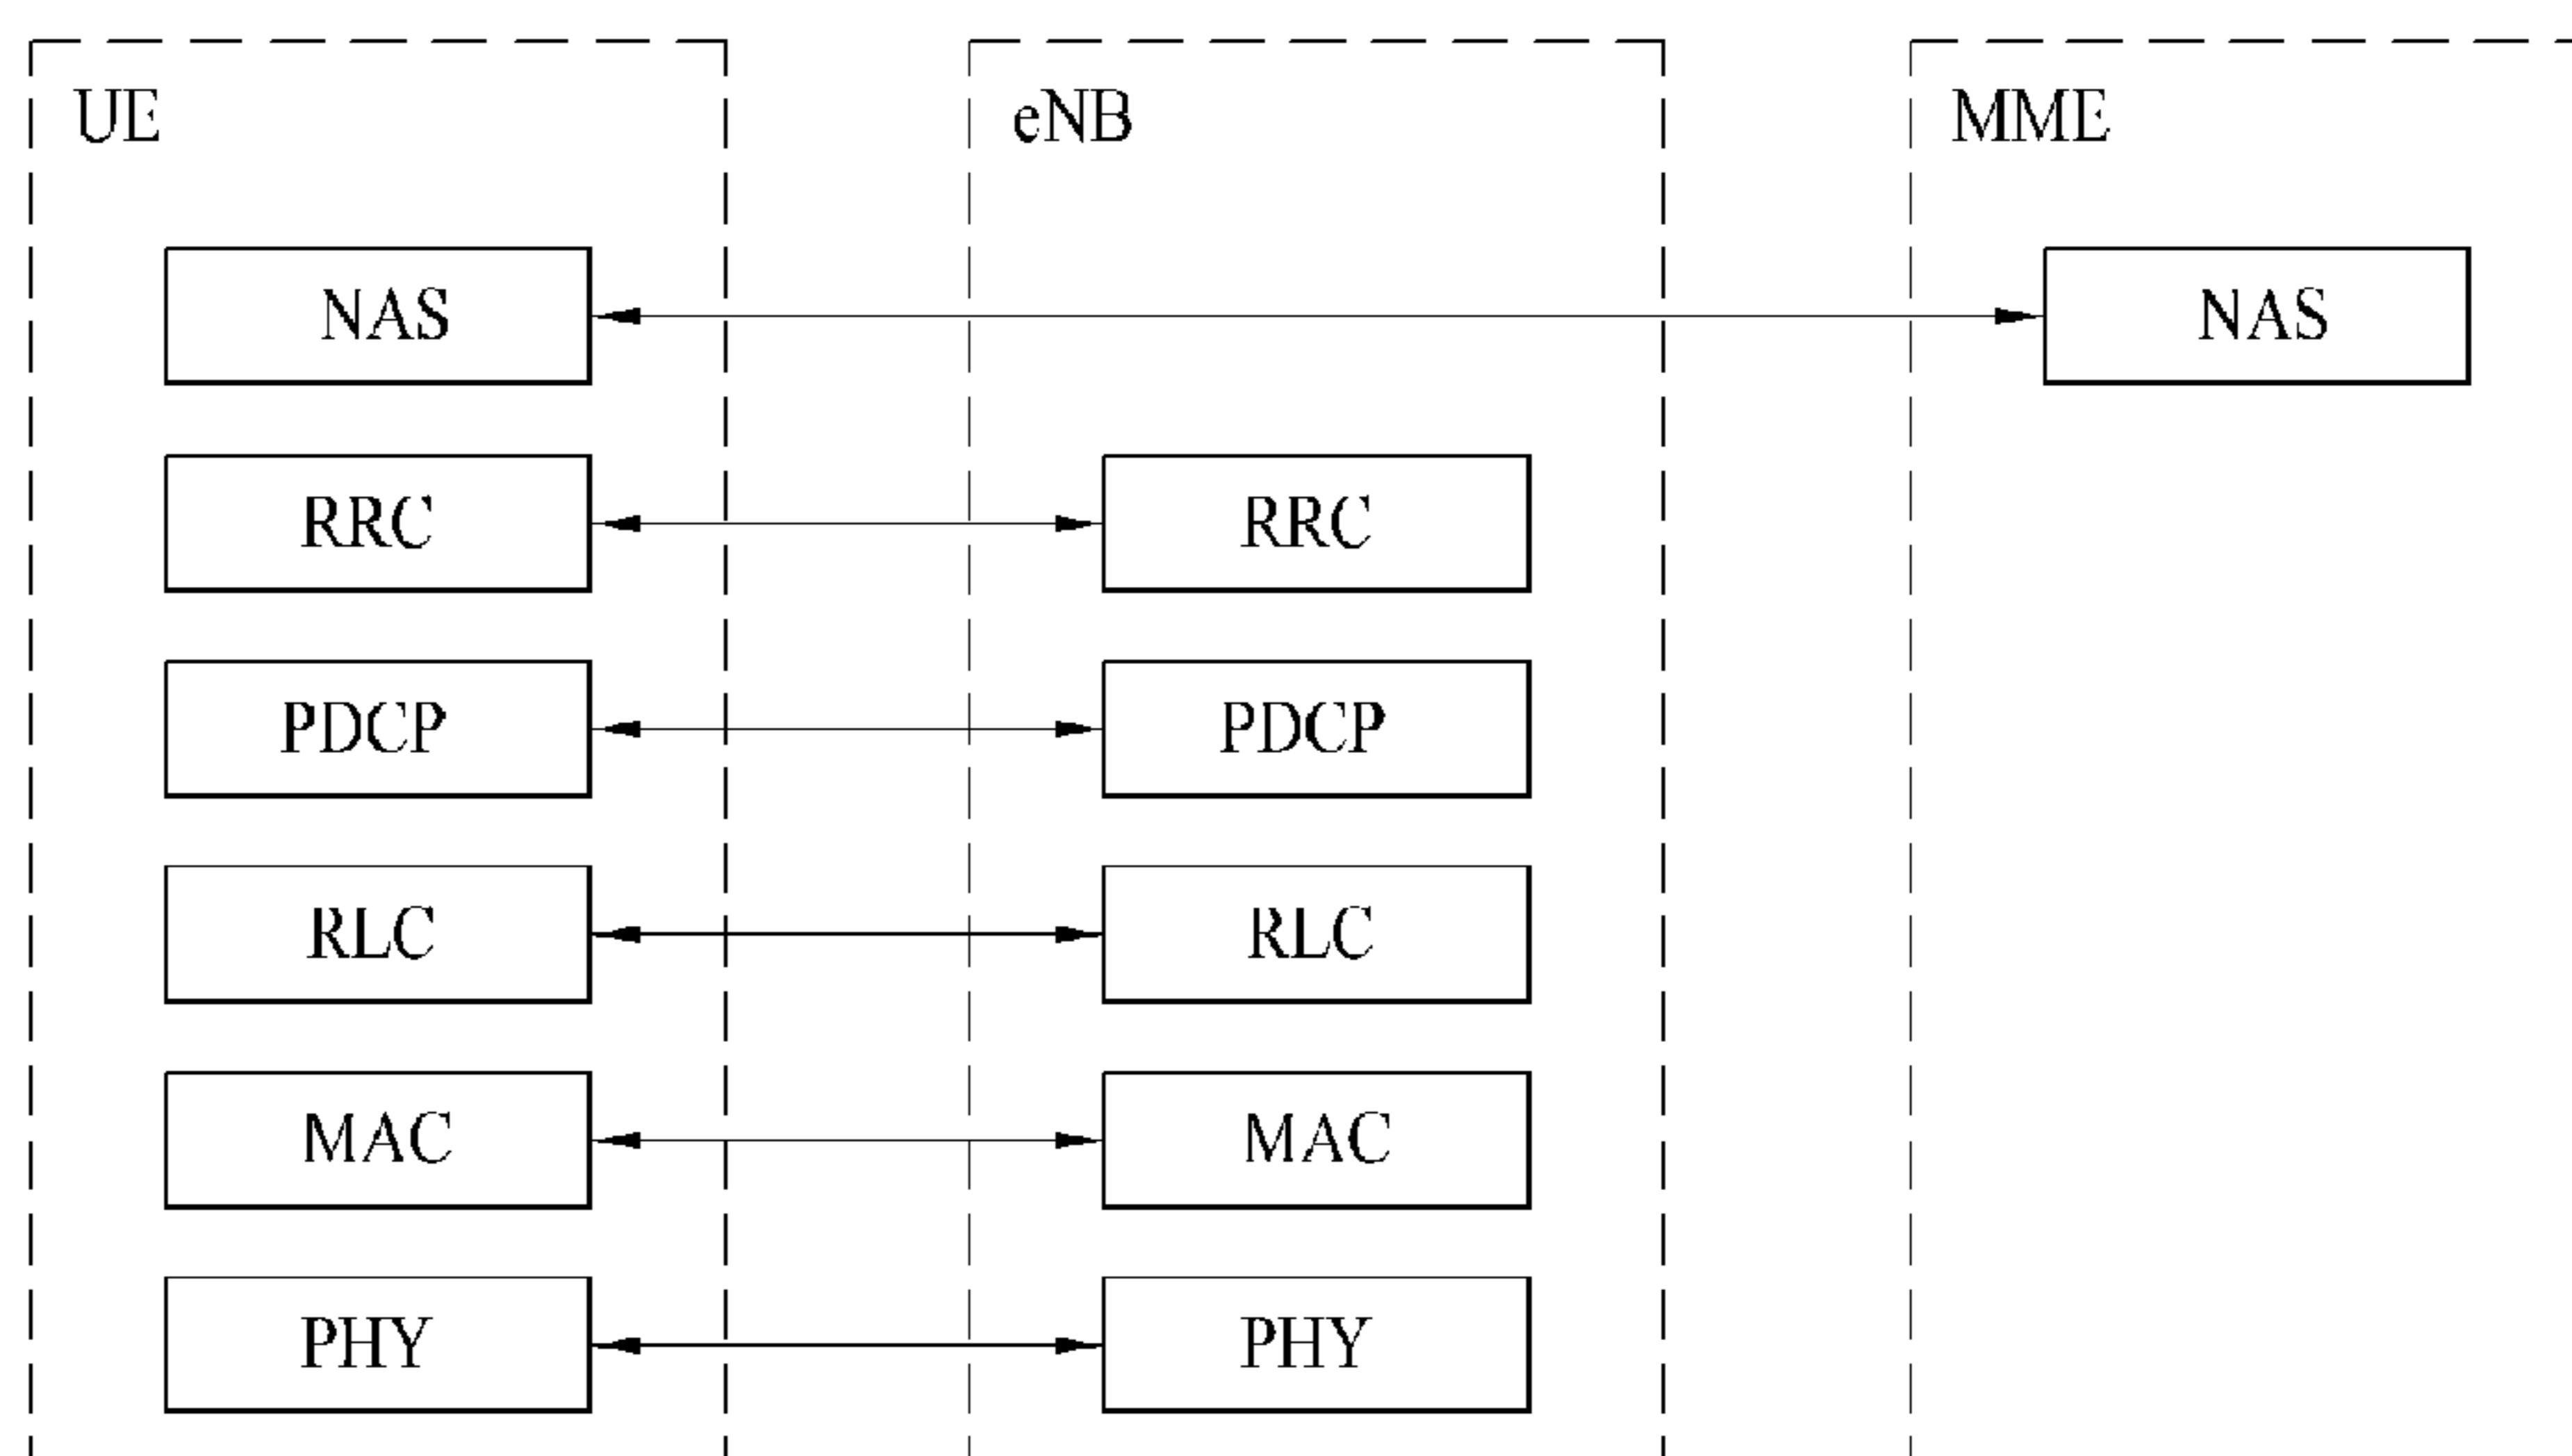 UE eNB MME
NAS NAS
RRC RRC
PDCP PDCP
RLC RLC
MAC MAC
PHY PHY